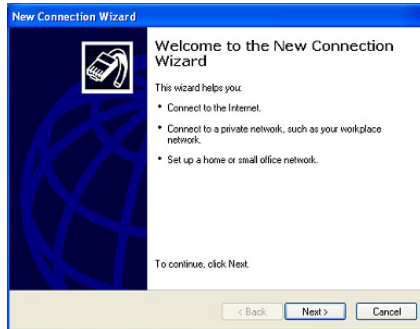 New Connection Wizard
Welcome to the New Connection
Wizard
This wizard helps you:
• Connect to the Internet.
• Connect to a private network, such as your workplace
network.
• Set up a home or small office network.
To continue, click Next.
< Back Next > Cancel